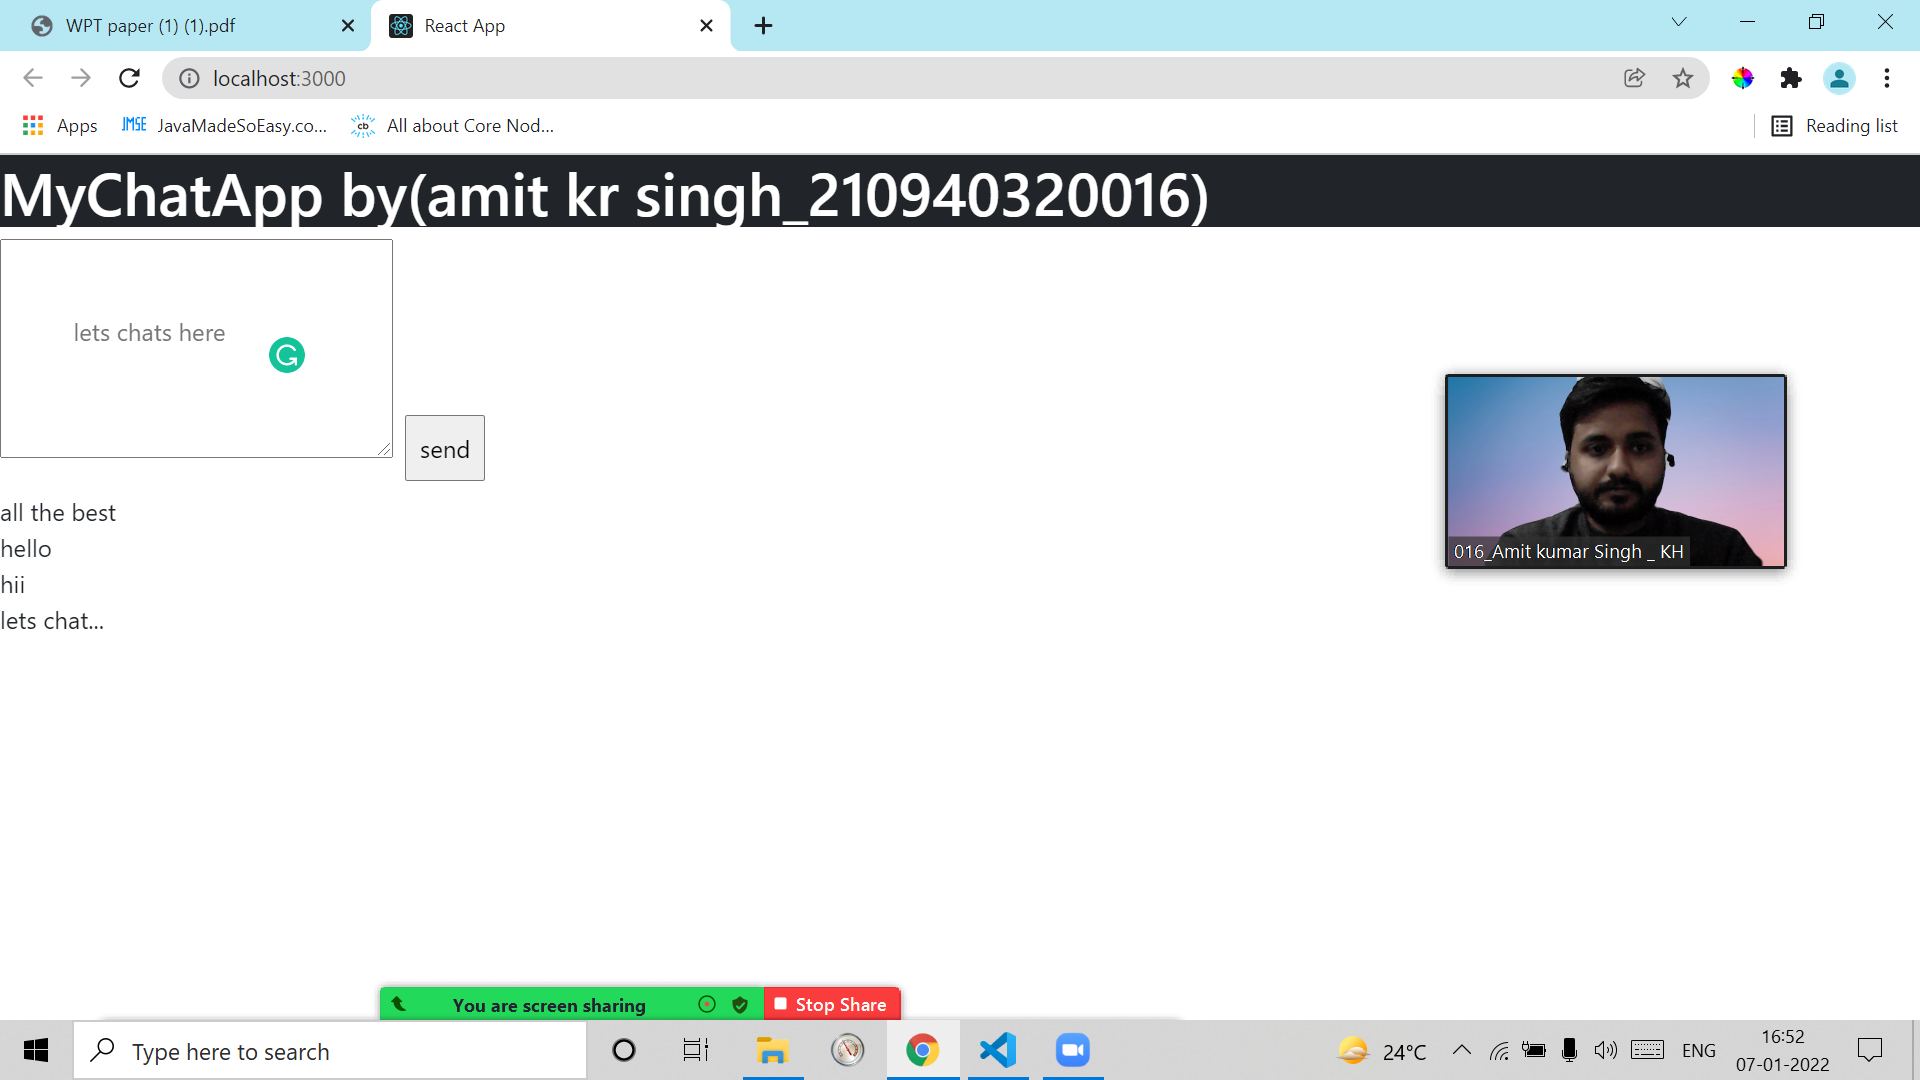 WPT paper (1) (1).pdf
React App
localhost:3000
Apps
JMSE JavaMadeSoEasy.co...
cb All about Core Nod...
Reading list
MyChatApp by(amit kr singh_210940320016)
lets chats here
send
all the best
hello
hii
lets chat...
016_Amit kumar Singh _ KH
You are screen sharing
Stop Share
Type here to search
24°C
ENG
16:52
07-01-2022